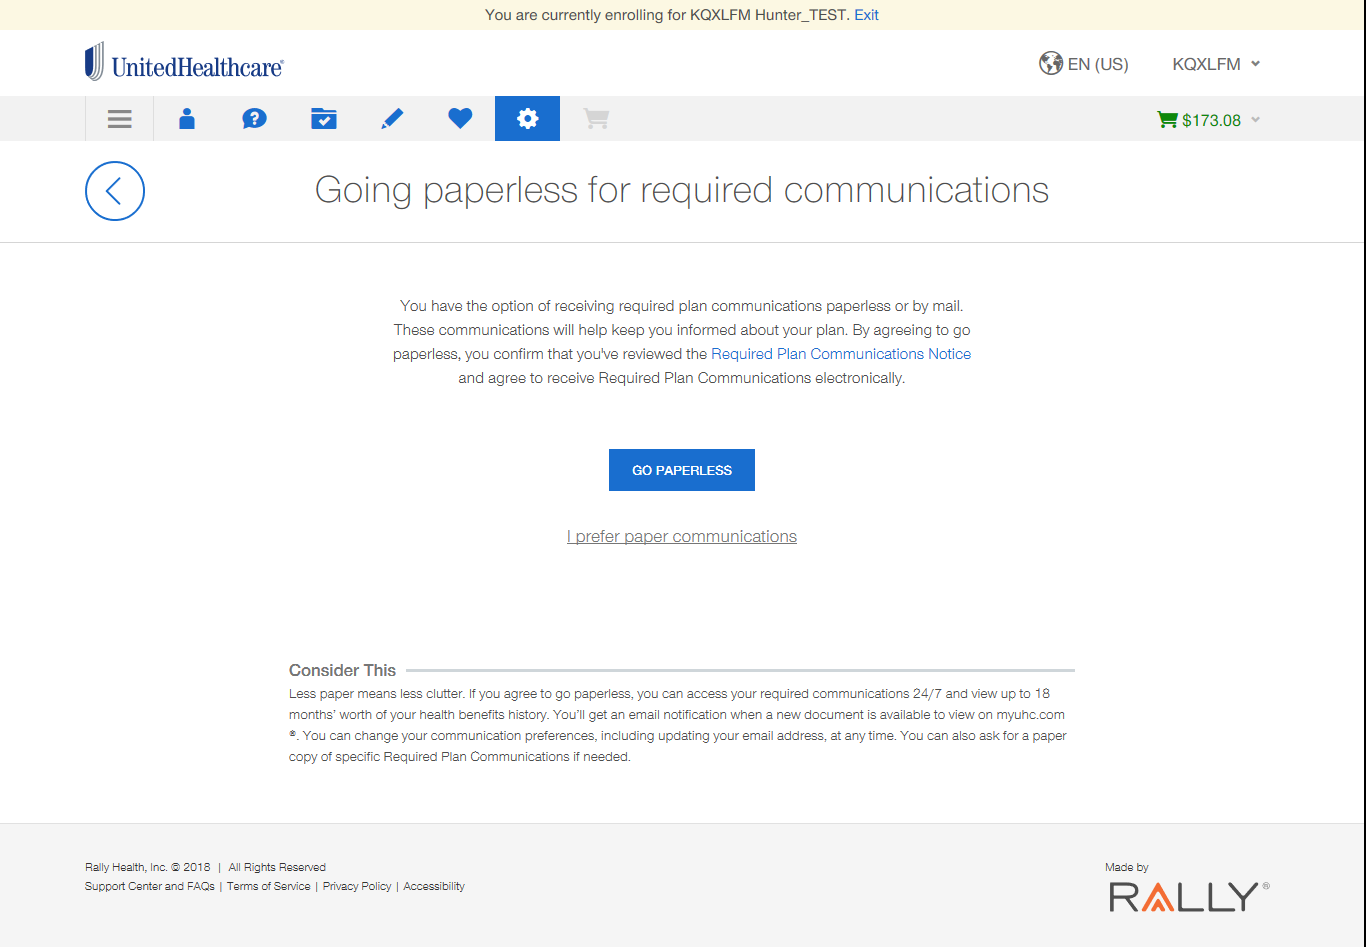 You are currently enrolling for KQXLFM Hunter_TEST. Exit
UnitedHealthcare®
EN (US)
KQXLFM
$173.08
Going paperless for required communications
You have the option of receiving required plan communications paperless or by mail.
These communications will help keep you informed about your plan. By agreeing to go
paperless, you confirm that you've reviewed the Required Plan Communications Notice
and agree to receive Required Plan Communications electronically.
GO PAPERLESS
I prefer paper communications
Consider This
Less paper means less clutter. If you agree to go paperless, you can access your required communications 24/7 and view up to 18
months’ worth of your health benefits history. You’ll get an email notification when a new document is available to view on myuhc.com
®. You can change your communication preferences, including updating your email address, at any time. You can also ask for a paper
copy of specific Required Plan Communications if needed.
Rally Health, Inc. © 2018 | All Rights Reserved
Support Center and FAQs | Terms of Service | Privacy Policy | Accessibility
Made by
RALLY®